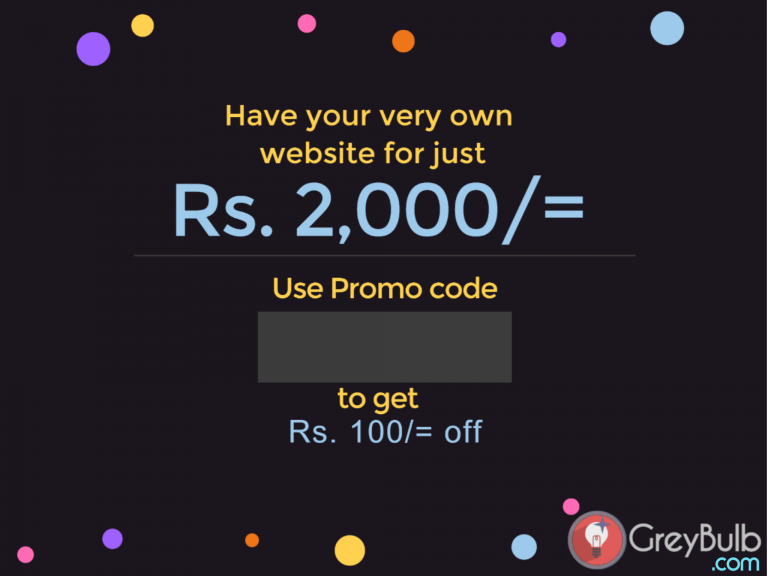 Have your very own
website for just
Rs. 2,000/=
Use Promo code
to get
Rs. 100/= off
GreyBulb
.com